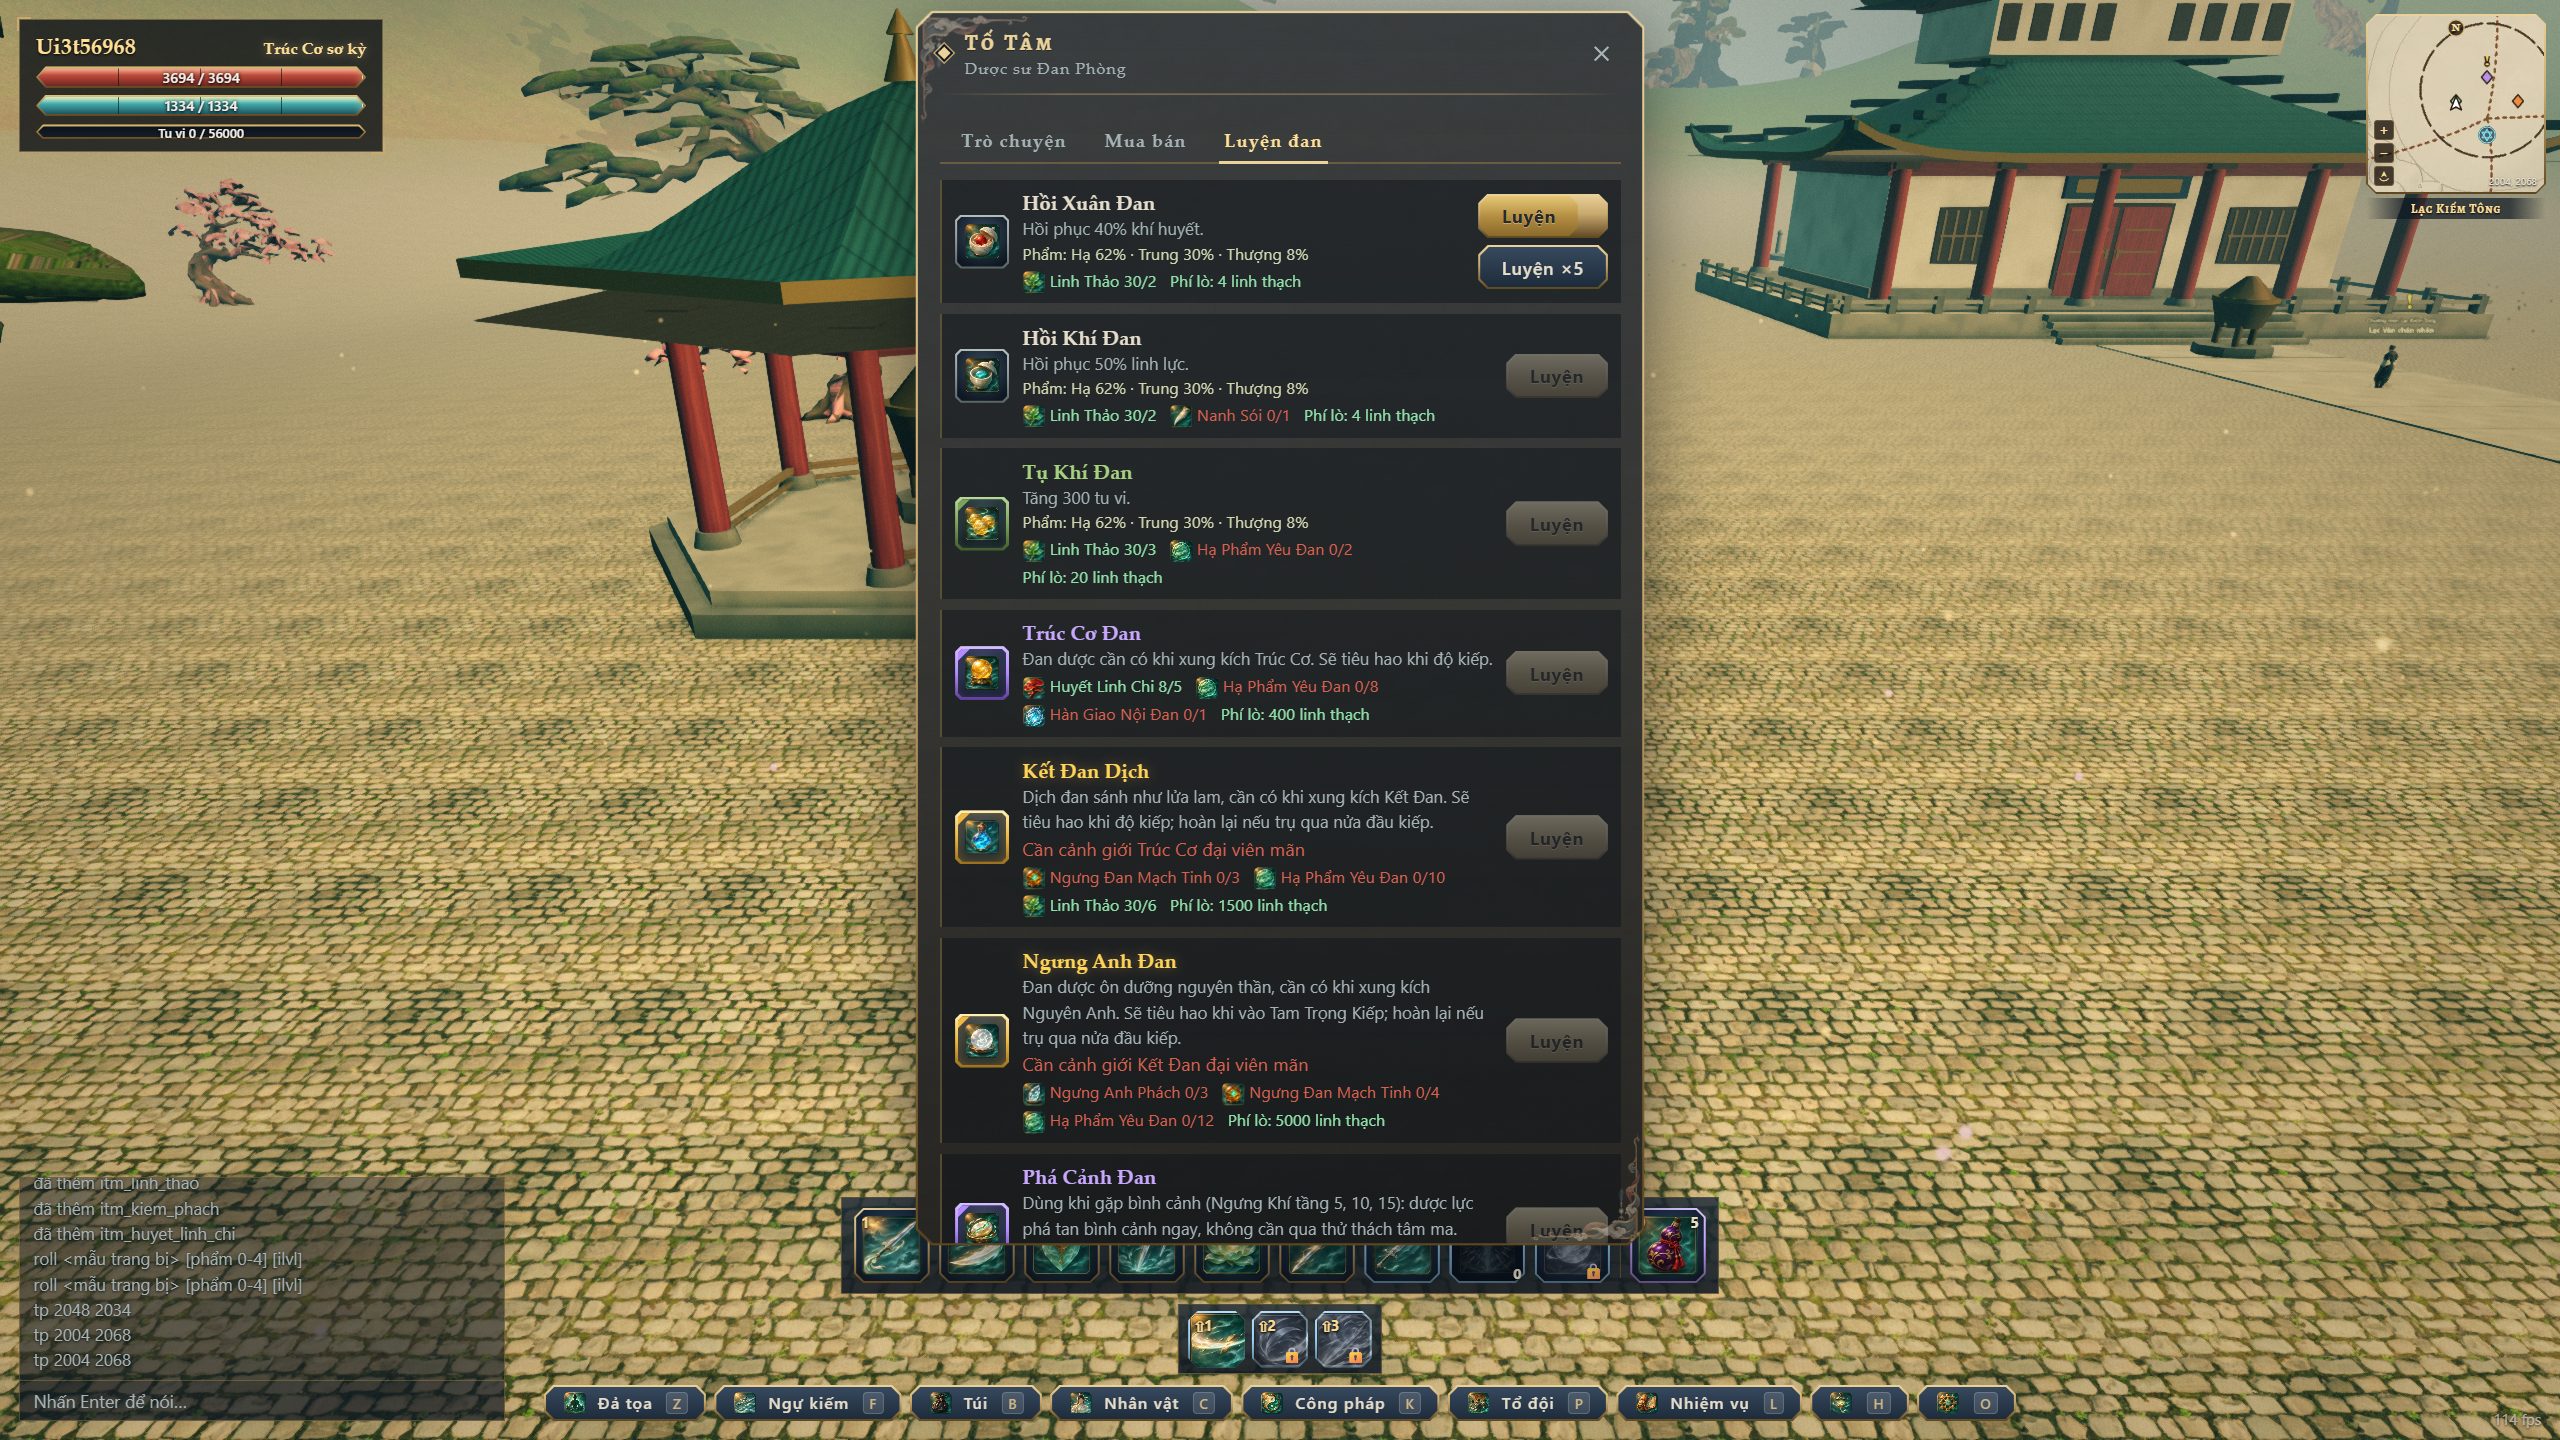 Ui3t56968
Trúc Cơ sơ kỳ
3694 / 3694
1334 / 1334
Tu vi 0 / 56000
Tố Tâm
Dược sư Đan Phòng
Trò chuyện
Mua bán
Luyện đan
Hồi Xuân Đan
Hồi phục 40% khí huyết.
Phẩm: Hạ 62% · Trung 30% · Thượng 8%
Linh Thảo 30/2 Phí lò: 4 linh thạch
Luyện
Luyện ×5
Hồi Khí Đan
Hồi phục 50% linh lực.
Phẩm: Hạ 62% · Trung 30% · Thượng 8%
Linh Thảo 30/2 Nanh Sói 0/1 Phí lò: 4 linh thạch
Luyện
Tụ Khí Đan
Tăng 300 tu vi.
Phẩm: Hạ 62% · Trung 30% · Thượng 8%
Linh Thảo 30/3 Hạ Phẩm Yêu Đan 0/2
Phí lò: 20 linh thạch
Luyện
Trúc Cơ Đan
Đan dược cần có khi xung kích Trúc Cơ. Sẽ tiêu hao khi độ kiếp.
Huyết Linh Chi 8/5 Hạ Phẩm Yêu Đan 0/8
Hàn Giao Nội Đan 0/1 Phí lò: 400 linh thạch
Luyện
Kết Đan Dịch
Dịch đan sánh như lửa lam, cần có khi xung kích Kết Đan. Sẽ
tiêu hao khi độ kiếp; hoàn lại nếu trụ qua nửa đầu kiếp.
Cần cảnh giới Trúc Cơ đại viên mãn
Ngưng Đan Mạch Tinh 0/3 Hạ Phẩm Yêu Đan 0/10
Linh Thảo 30/6 Phí lò: 1500 linh thạch
Luyện
Ngưng Anh Đan
Đan dược ôn dưỡng nguyên thần, cần có khi xung kích
Nguyên Anh. Sẽ tiêu hao khi vào Tam Trọng Kiếp; hoàn lại nếu
trụ qua nửa đầu kiếp.
Cần cảnh giới Kết Đan đại viên mãn
Ngưng Anh Phách 0/3 Ngưng Đan Mạch Tinh 0/4
Hạ Phẩm Yêu Đan 0/12 Phí lò: 5000 linh thạch
Luyện
Phá Cảnh Đan
Dùng khi gặp bình cảnh (Ngưng Khí tầng 5, 10, 15): dược lực
phá tan bình cảnh ngay, không cần qua thử thách tâm ma.
Luyện
N
+
−
2004, 2068
Lạc Kiếm Tông
!
Lạc Vân chân nhân
đã thêm itm_linh_thao
đã thêm itm_kiem_phach
đã thêm itm_huyet_linh_chi
roll <mẫu trang bị> [phẩm 0-4] [ilvl]
roll <mẫu trang bị> [phẩm 0-4] [ilvl]
tp 2048 2034
tp 2004 2068
tp 2004 2068
Nhấn Enter để nói...
1
0
5
⇧1
⇧2
⇧3
Đả tọa Z
Ngự kiếm F
Túi B
Nhân vật C
Công pháp K
Tổ đội P
Nhiệm vụ L
H
O
114 fps